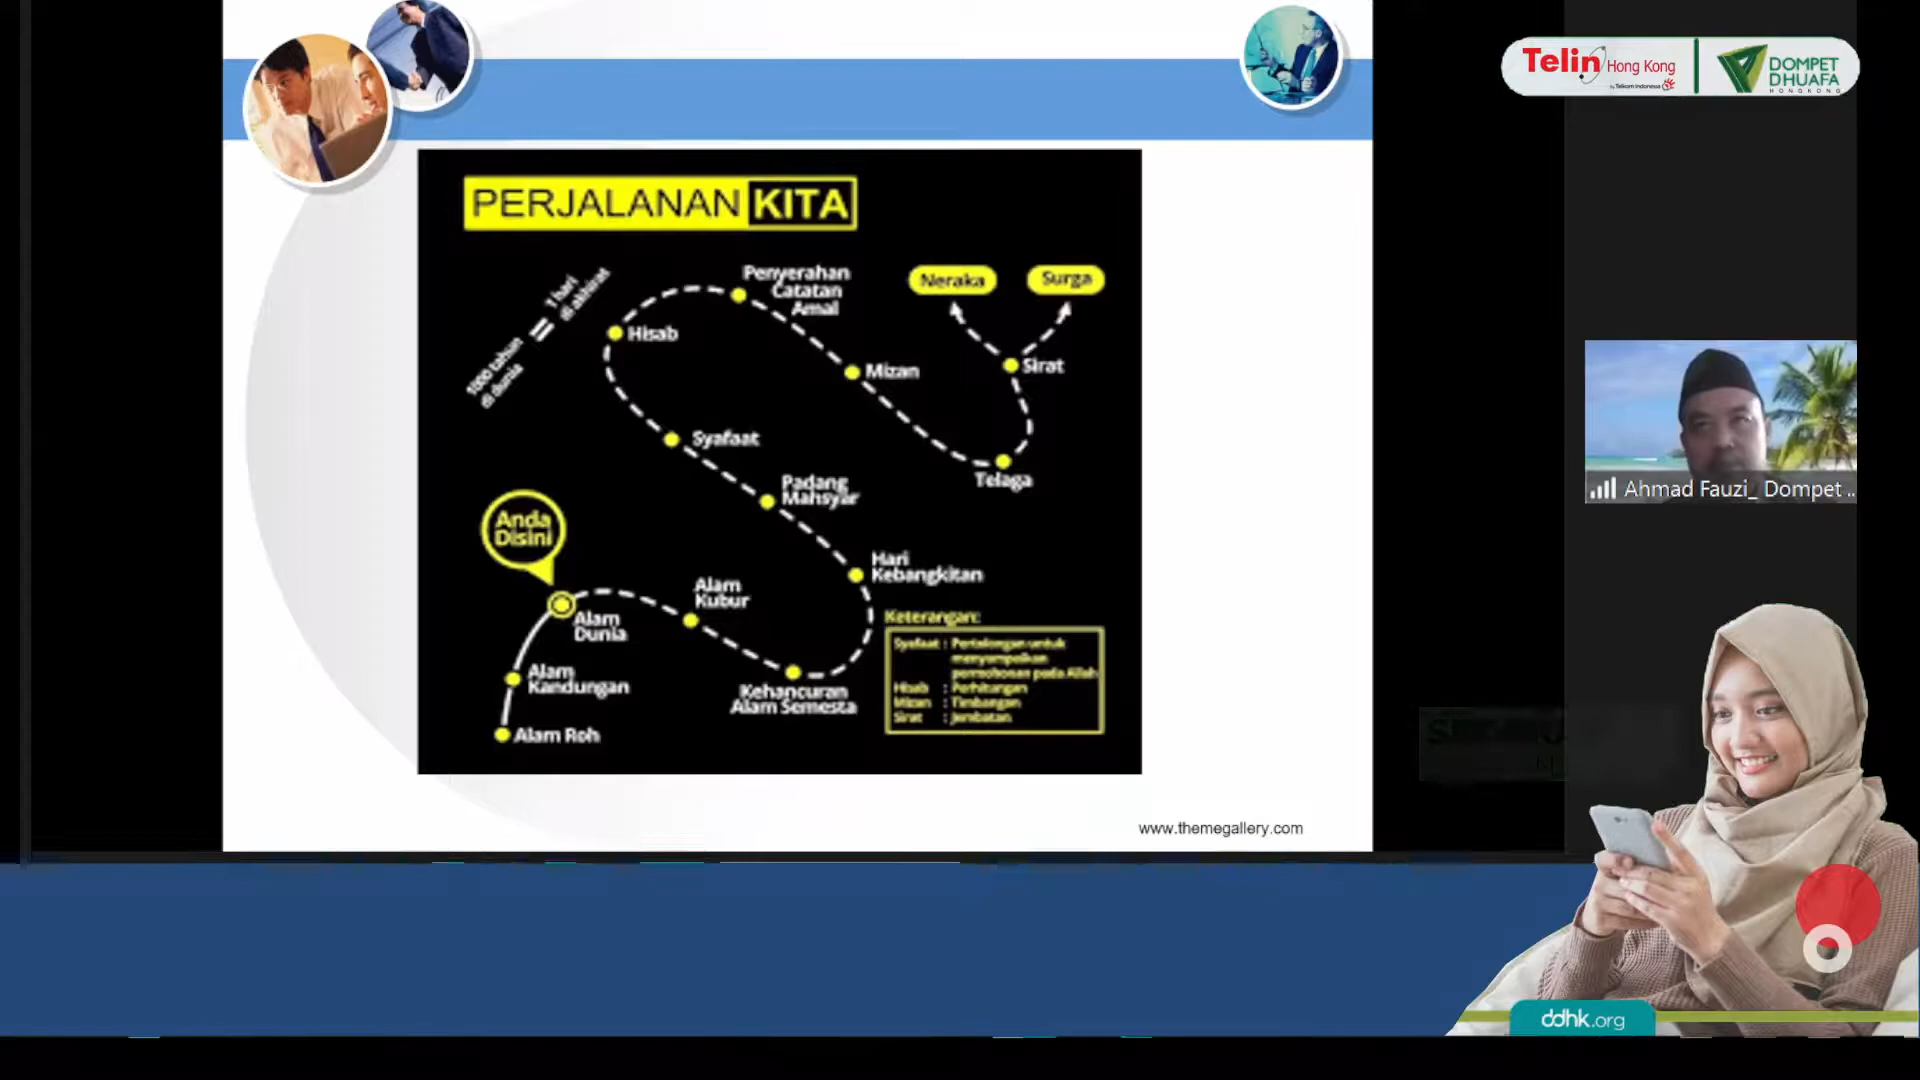 Telin Hong Kong
by Telkom Indonesia
DOMPET
DHUAFA
HONGKONG
PERJALANAN KITA
1000 tahun
di dunia
=
1 hari
di akhirat
Penyerahan
Catatan
Amal
Neraka
Surga
Hisab
Mizan
Sirat
Syafaat
Telaga
Padang
Mahsyar
Anda
Disini
Hari
Kebangkitan
Alam
Kubur
Alam
Dunia
Alam
Kandungan
Kehancuran
Alam Semesta
Alam Roh
Keterangan:
Syafaat : Pertolongan untuk
menyampaikan
permohonan pada Allah
Hisab : Perhitungan
Mizan : Timbangan
Sirat : Jembatan
Ahmad Fauzi_ Dompet ..
www.themegallery.com
ddhk.org